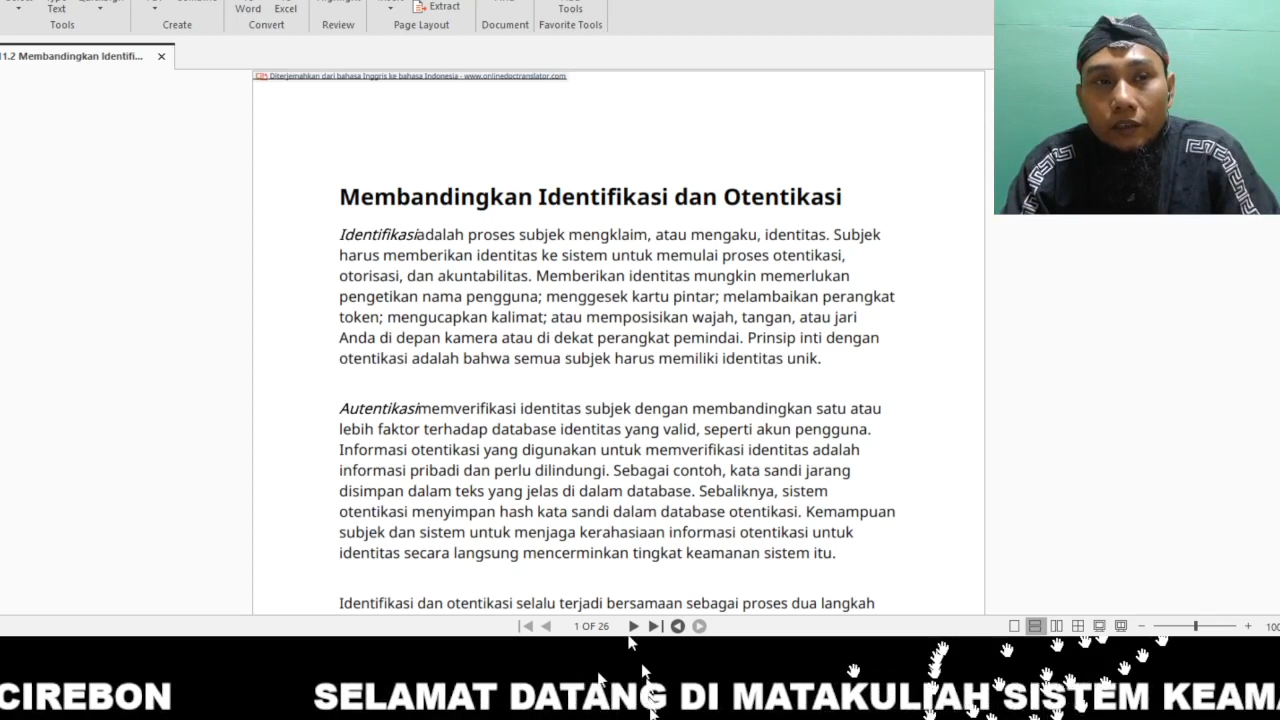 Text
Tools
Create
Word
Excel
Convert
Review
Extract
Page Layout
Document
Tools
Favorite Tools
11.2 Membandingkan Identifi...
Diterjemahkan dari bahasa Inggris ke bahasa Indonesia - www.onlinedoctranslator.com
Membandingkan Identifikasi dan Otentikasi
Identifikasiadalah proses subjek mengklaim, atau mengaku, identitas. Subjek
harus memberikan identitas ke sistem untuk memulai proses otentikasi,
otorisasi, dan akuntabilitas. Memberikan identitas mungkin memerlukan
pengetikan nama pengguna; menggesek kartu pintar; melambaikan perangkat
token; mengucapkan kalimat; atau memposisikan wajah, tangan, atau jari
Anda di depan kamera atau di dekat perangkat pemindai. Prinsip inti dengan
otentikasi adalah bahwa semua subjek harus memiliki identitas unik.
Autentikasimemverifikasi identitas subjek dengan membandingkan satu atau
lebih faktor terhadap database identitas yang valid, seperti akun pengguna.
Informasi otentikasi yang digunakan untuk memverifikasi identitas adalah
informasi pribadi dan perlu dilindungi. Sebagai contoh, kata sandi jarang
disimpan dalam teks yang jelas di dalam database. Sebaliknya, sistem
otentikasi menyimpan hash kata sandi dalam database otentikasi. Kemampuan
subjek dan sistem untuk menjaga kerahasiaan informasi otentikasi untuk
identitas secara langsung mencerminkan tingkat keamanan sistem itu.
Identifikasi dan otentikasi selalu terjadi bersamaan sebagai proses dua langkah
1 OF 26
100
CIREBON SELAMAT DATANG DI MATAKULIAH SISTEM KEAMA